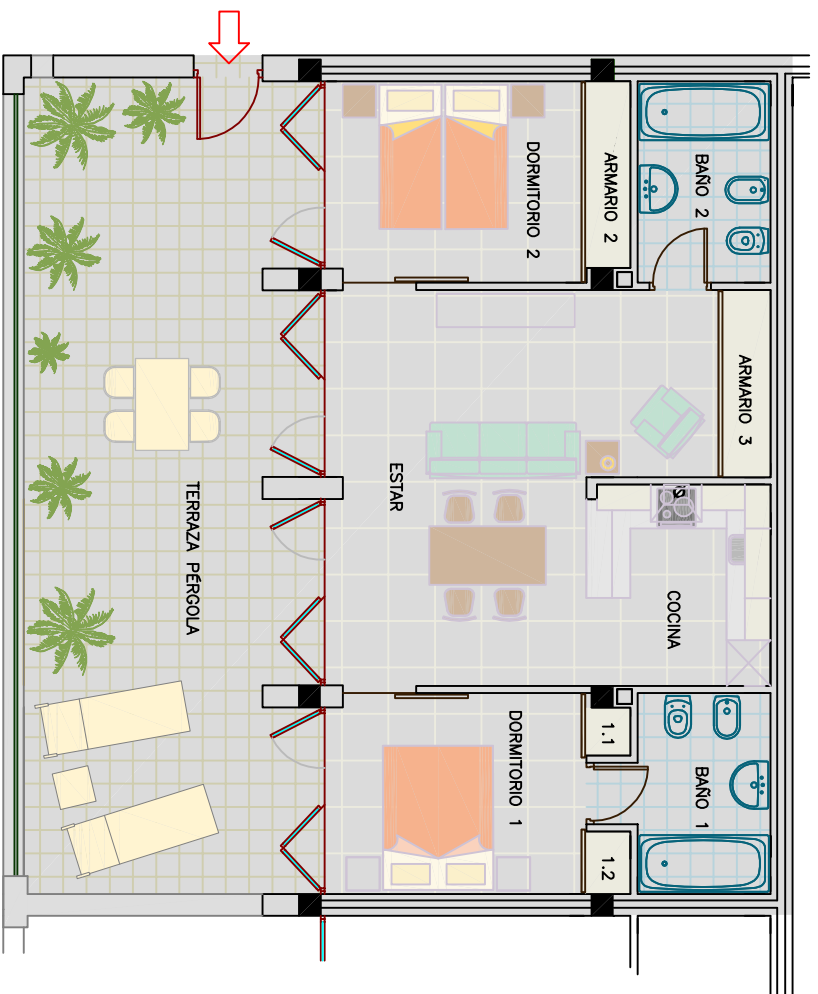 DORMITORIO 2
ARMARIO 2
BAÑO 2
ARMARIO 3
ESTAR
TERRAZA PÉRGOLA
COCINA
DORMITORIO 1
1.1
BAÑO 1
1.2